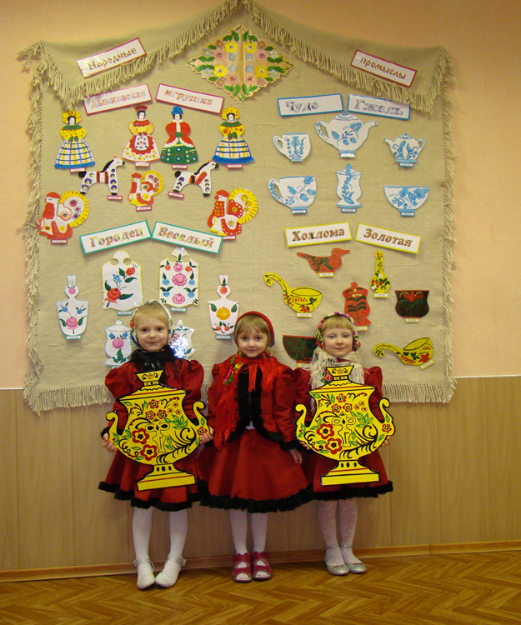 Народные
промыслы
Дымковская
игрушка
Чудо
Гжель
Городец
Веселый
Хохлома
Золотая